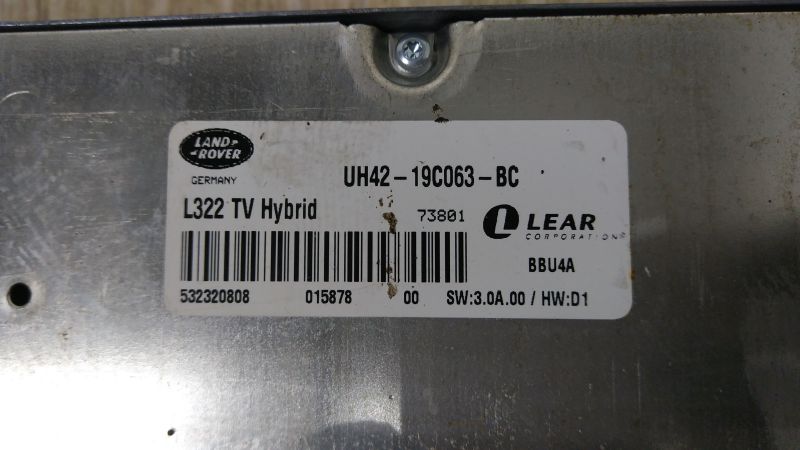 LAND ROVER
GERMANY
UH42-19C063-BC
L322 TV Hybrid
73801
LEAR
CORPORATION
BBU4A
532320808 015878 00 SW:3.0A.00 / HW:D1